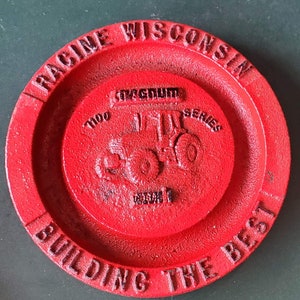 RACINE WISCONSIN
MAGNUM
7100 SERIES
BUILDING THE BEST